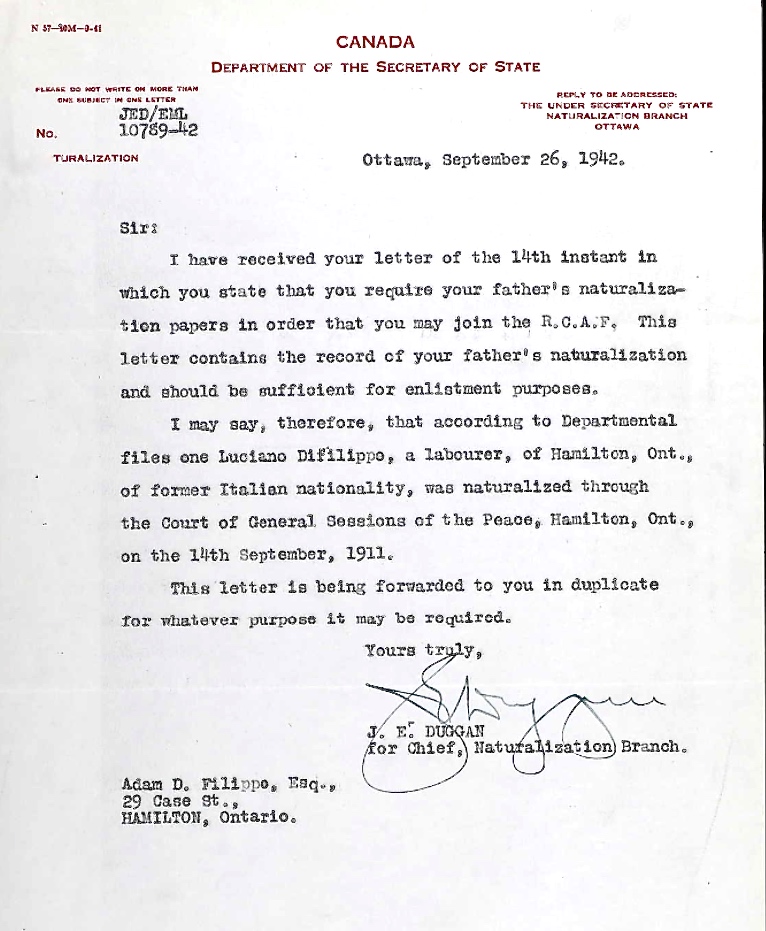 N 57—20M—9-41
CANADA
DEPARTMENT OF THE SECRETARY OF STATE
PLEASE DO NOT WRITE ON MORE THAN
ONE SUBJECT IN ONE LETTER
JED/EML
No. 10789-42
TURALIZATION
REPLY TO BE ADDRESSED:
THE UNDER SECRETARY OF STATE
NATURALIZATION BRANCH
OTTAWA
Ottawa, September 26, 1942.
Sir:
I have received your letter of the 14th instant in
which you state that you require your father's naturaliza-
tion papers in order that you may join the R.C.A.F. This
letter contains the record of your father's naturalization
and should be sufficient for enlistment purposes.
I may say, therefore, that according to Departmental
files one Luciano Difilippo, a labourer, of Hamilton, Ont.,
of former Italian nationality, was naturalized through
the Court of General Sessions of the Peace, Hamilton, Ont.,
on the 14th September, 1911.
This letter is being forwarded to you in duplicate
for whatever purpose it may be required.
Yours truly,
J. E. DUGGAN
for Chief, Naturalization Branch.
Adam D. Filippo, Esq.,
29 Case St.,
HAMILTON, Ontario.